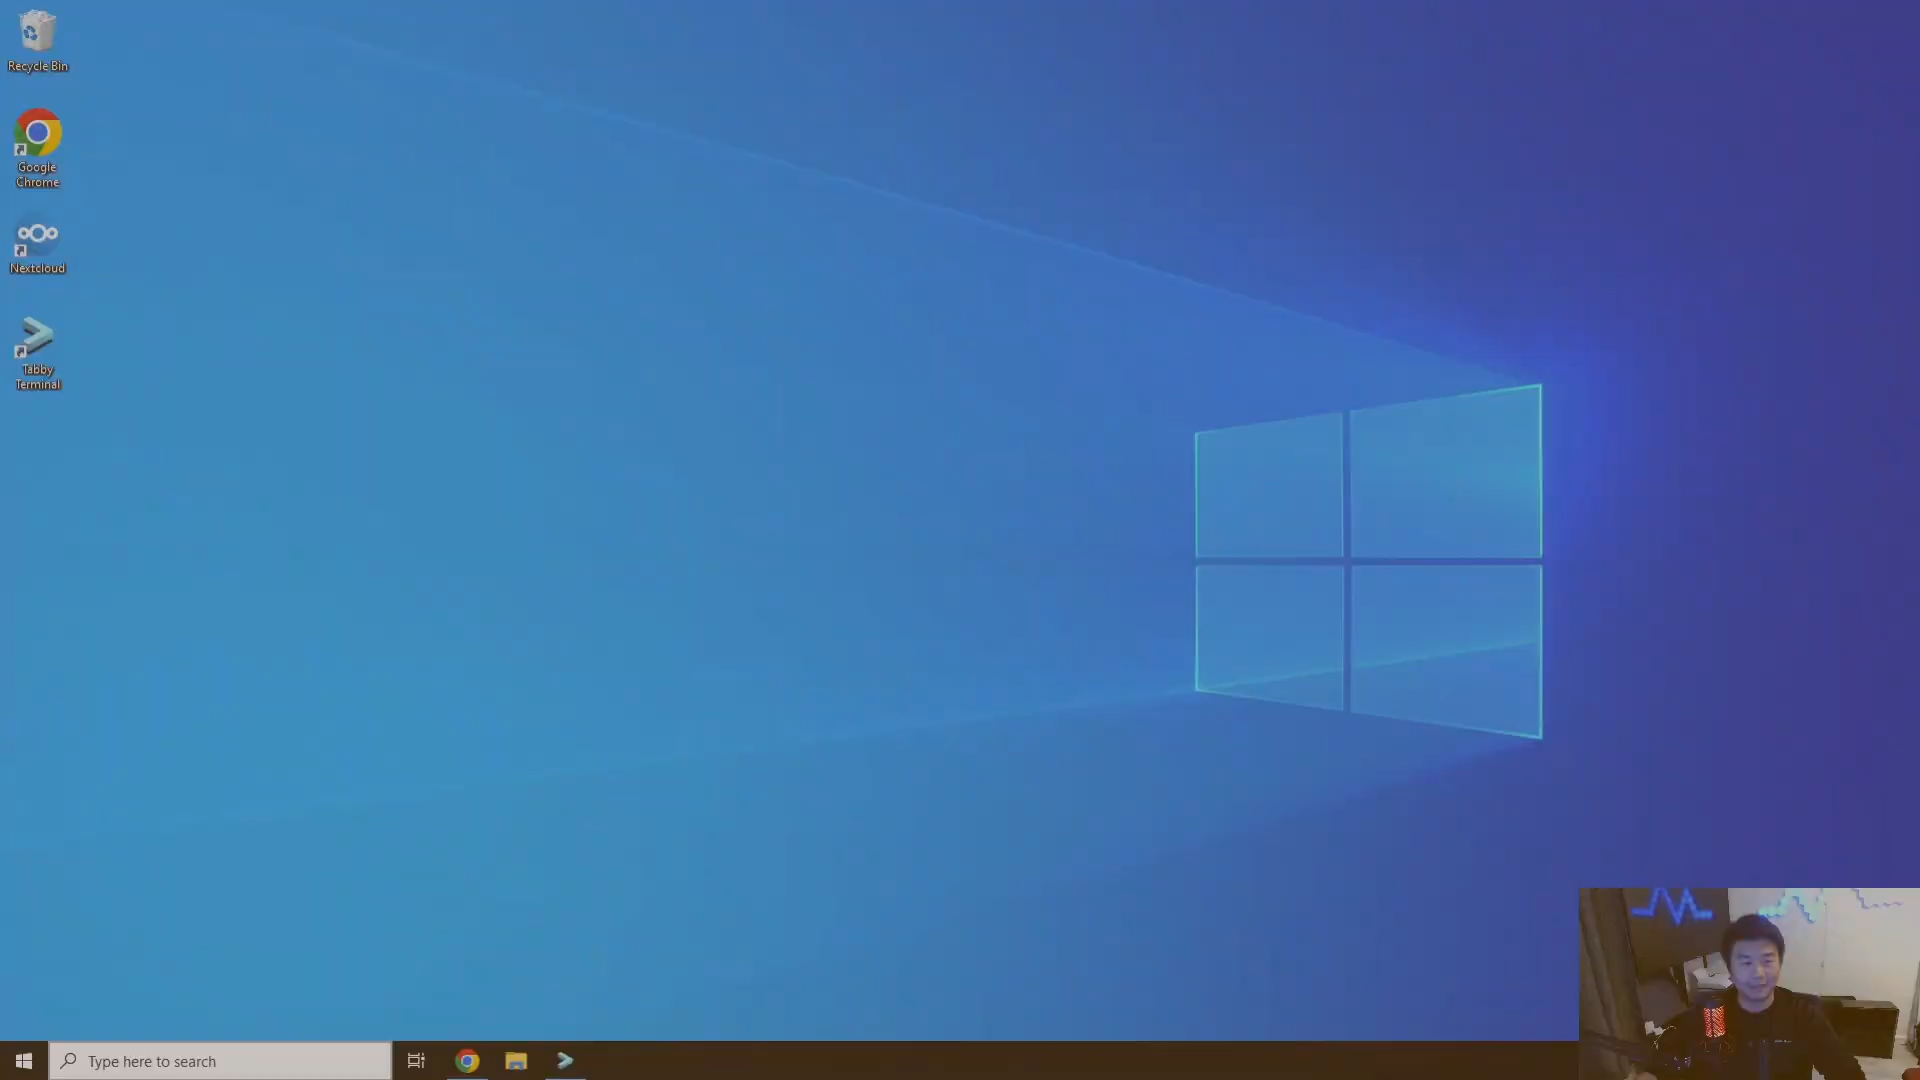 Recycle Bin
Google
Chrome
Nextcloud
Tabby
Terminal
Type here to search